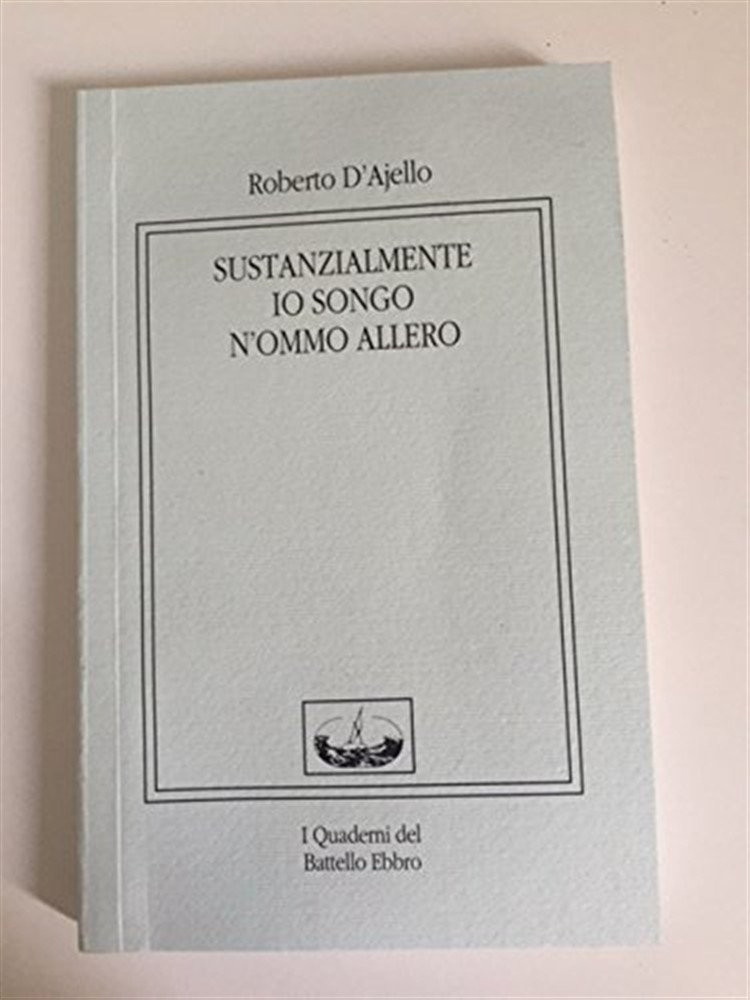 Roberto D'Ajello
SUSTANZIALMENTE
IO SONGO
N'OMMO ALLERO
I Quaderni del
Battello Ebbro